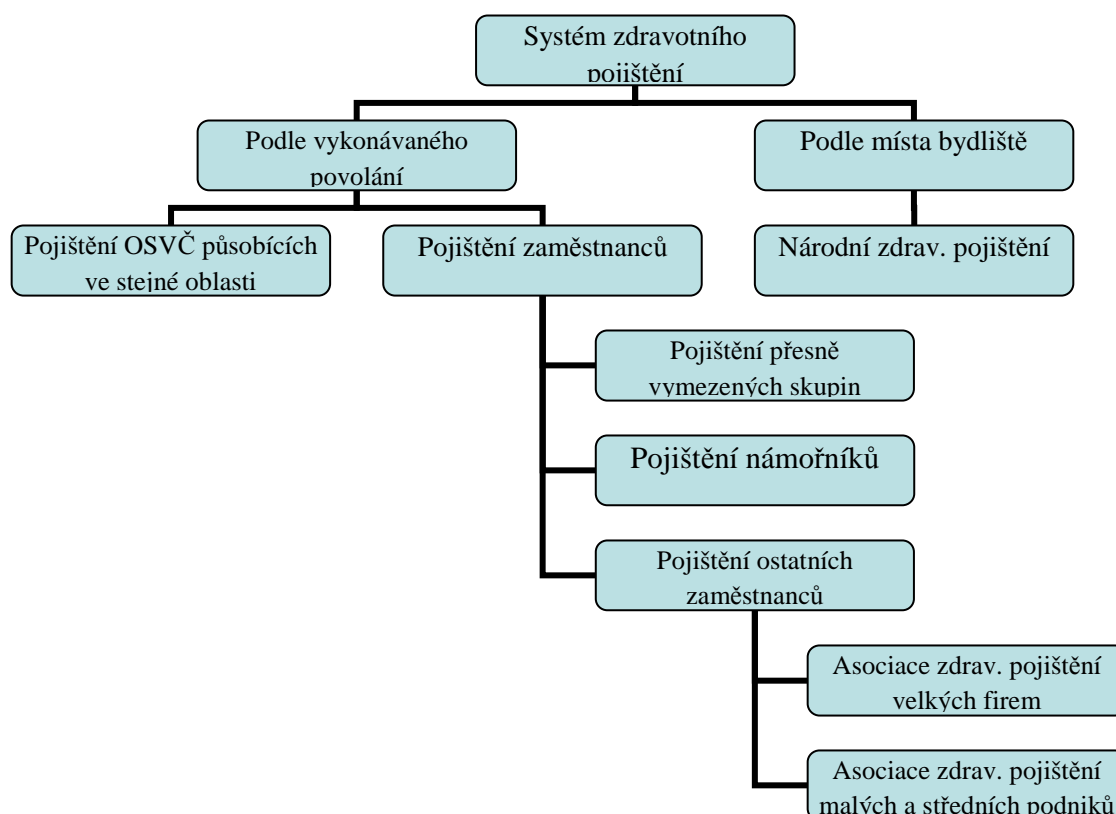 Systém zdravotního
pojištění
Podle vykonávaného
povolání
Podle místa bydliště
Pojištění OSVČ působících
ve stejné oblasti
Pojištění zaměstnanců
Národní zdrav. pojištění
Pojištění přesně
vymezených skupin
Pojištění námořníků
Pojištění ostatních
zaměstnanců
Asociace zdrav. pojištění
velkých firem
Asociace zdrav. pojištění
malých a středních podniků